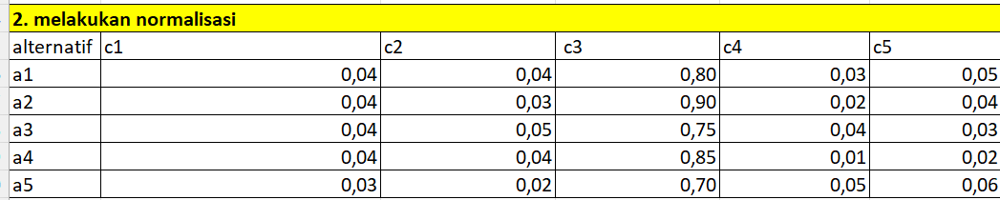 2. melakukan normalisasi
alternatif c1 c2 c3 c4 c5
a1 0,04 0,04 0,80 0,03 0,05
a2 0,04 0,03 0,90 0,02 0,04
a3 0,04 0,05 0,75 0,04 0,03
a4 0,04 0,04 0,85 0,01 0,02
a5 0,03 0,02 0,70 0,05 0,06